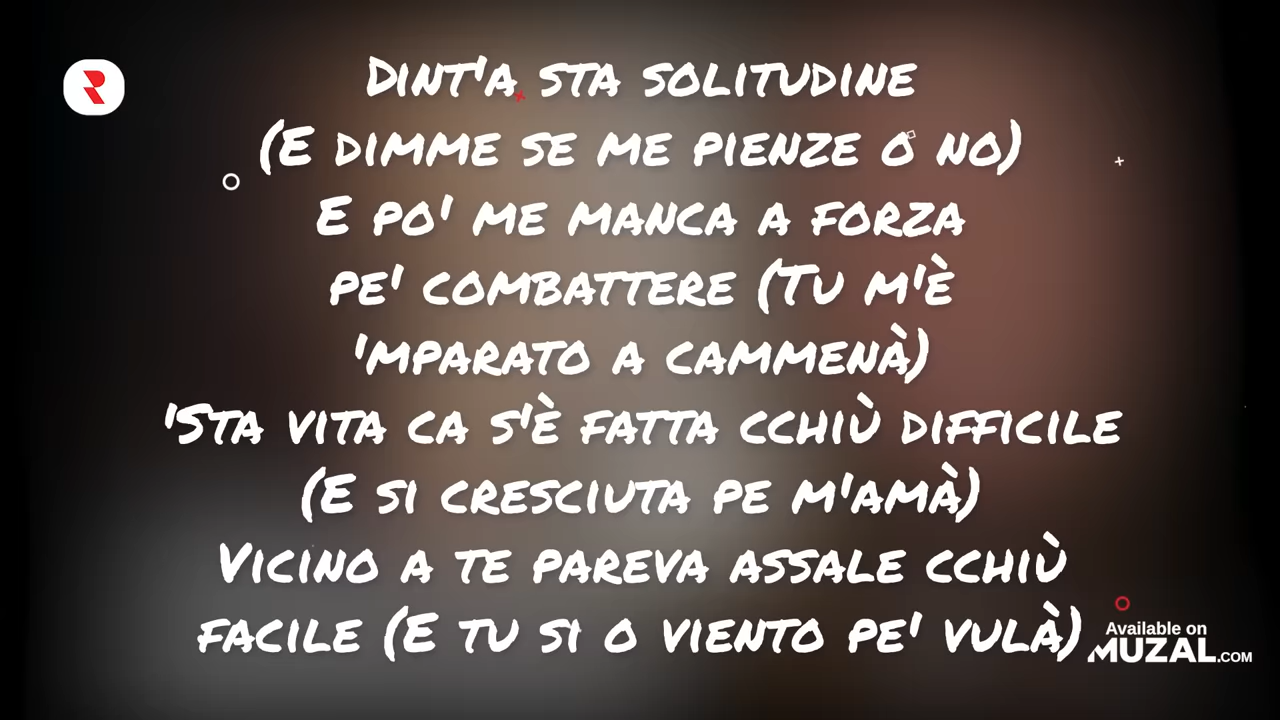 Dint'a sta solitudine
(E dimme se me pienze o no)
E po' me manca a forza
pe' combattere (Tu m'è
'mparato a cammenà)
'Sta vita ca s'è fatta cchiù difficile
(E si cresciuta pe m'amà)
Vicino a te pareva assale cchiù
facile (E tu si o viento pe' vulà)
Available on
MUZAL.COM